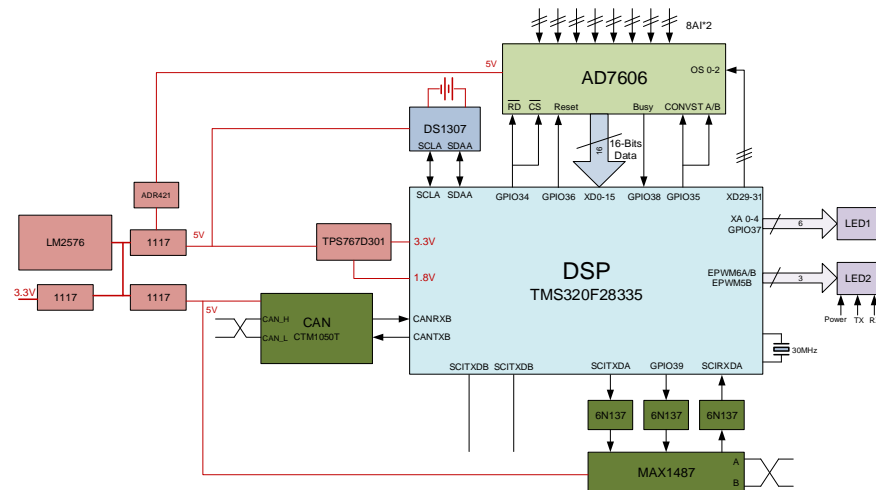 8AI*2
5V
AD7606
OS 0-2
RD CS Reset Busy CONVST A/B
DS1307
SCLA SDAA
16
16-Bits
Data
ADR421
SCLA SDAA GPIO34 GPIO36 XD0-15 GPIO38 GPIO35 XD29-31
LM2576
1117
5V
TPS767D301
3.3V
1.8V
XA 0-4
GPIO37
6
LED1
DSP
TMS320F28335
EPWM6A/B
EPWM5B
3
LED2
Power TX R
3.3V
1117
1117
5V
CAN_H
CAN_L
CAN
CTM1050T
CANRXB
CANTXB
30MHz
SCITXDB SCITXDB SCITXDA GPIO39 SCIRXDA
6N137 6N137 6N137
MAX1487
A
B